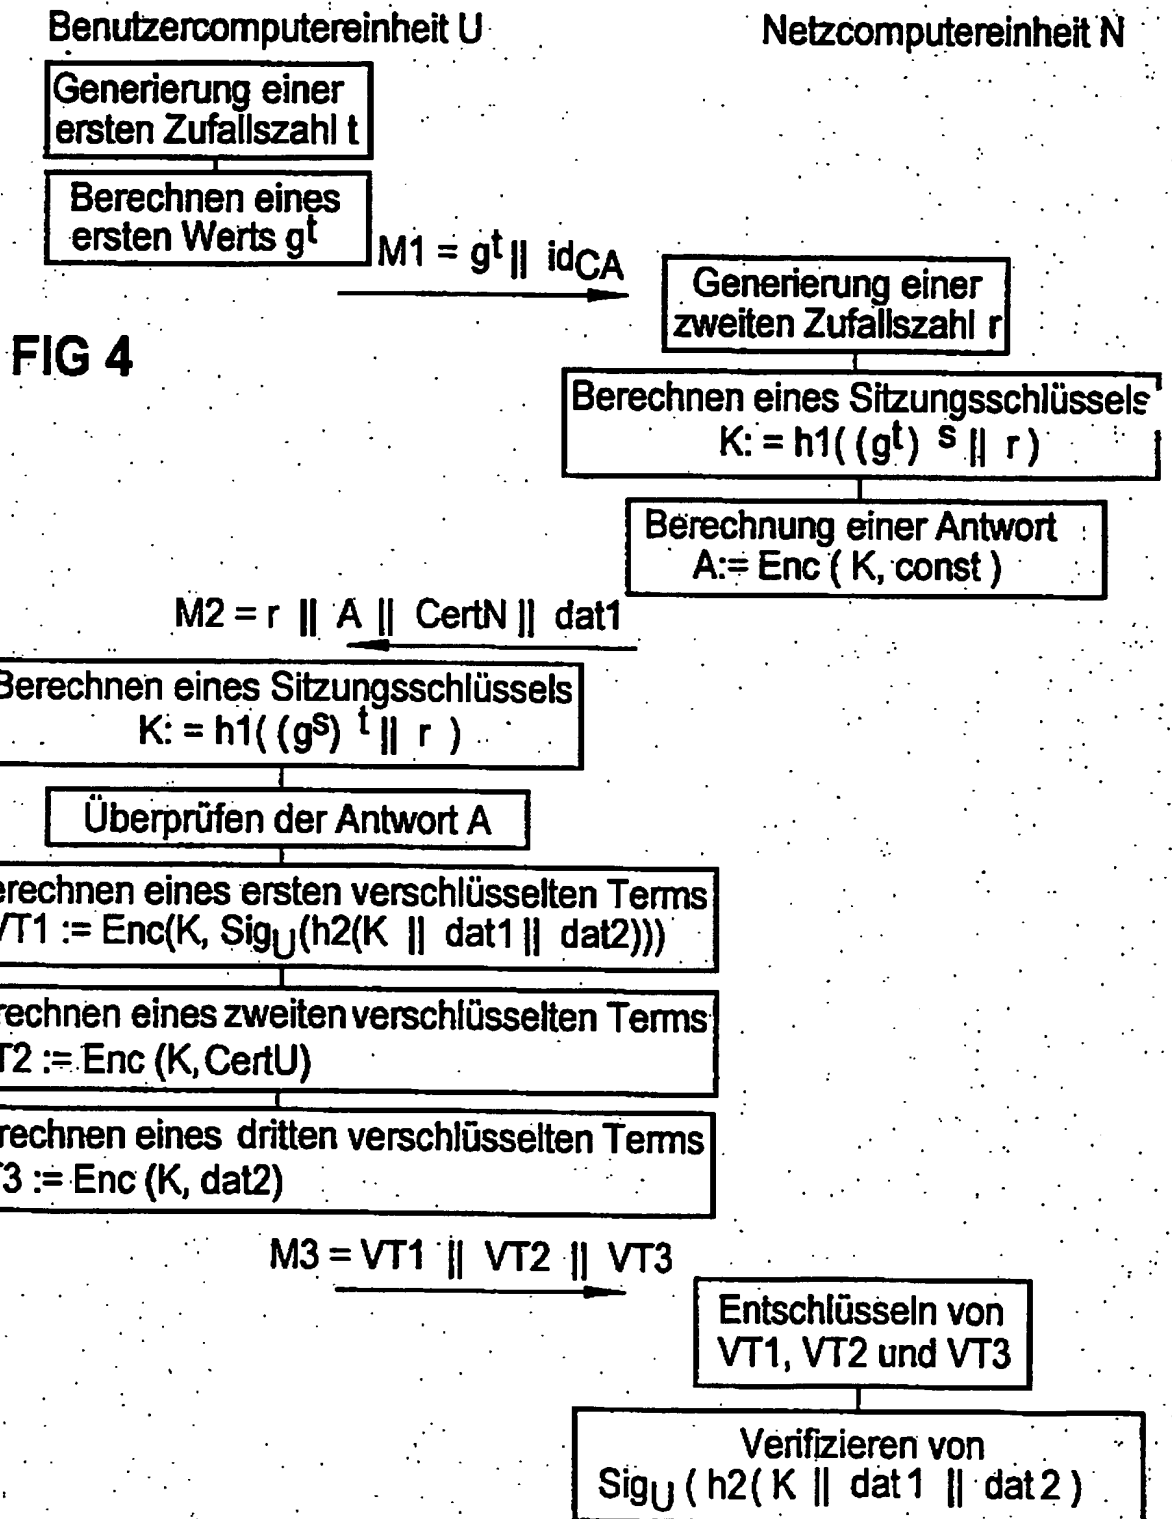 Benutzercomputereinheit U
Netzcomputereinheit N
Generierung einer
ersten Zufallszahl t
Berechnen eines
ersten Werts g^t
M1 = g^t || id_CA
Generierung einer
zweiten Zufallszahl r
FIG 4
Berechnen eines Sitzungsschlüssels
K: = h1( (g^t) ^s || r )
Berechnung einer Antwort
A:= Enc ( K, const )
M2 = r || A || CertN || dat1
Berechnen eines Sitzungsschlüssels
K: = h1( (g^s) ^t || r )
Überprüfen der Antwort A
erechnen eines ersten verschlüsselten Terms
VT1 := Enc(K, Sig_U(h2(K || dat1 || dat2)))
rechnen eines zweiten verschlüsselten Terms
T2 := Enc (K, CertU)
rechnen eines dritten verschlüsselten Terms
T3 := Enc (K, dat2)
M3 = VT1 || VT2 || VT3
Entschlüsseln von
VT1, VT2 und VT3
Verifizieren von
Sig_U ( h2( K || dat1 || dat2 )